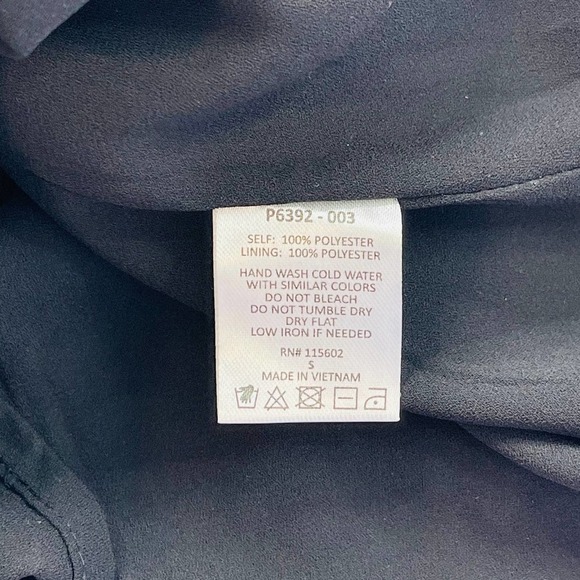 P6392 - 003
SELF: 100% POLYESTER
LINING: 100% POLYESTER
HAND WASH COLD WATER
WITH SIMILAR COLORS
DO NOT BLEACH
DO NOT TUMBLE DRY
DRY FLAT
LOW IRON IF NEEDED
RN# 115602
S
MADE IN VIETNAM